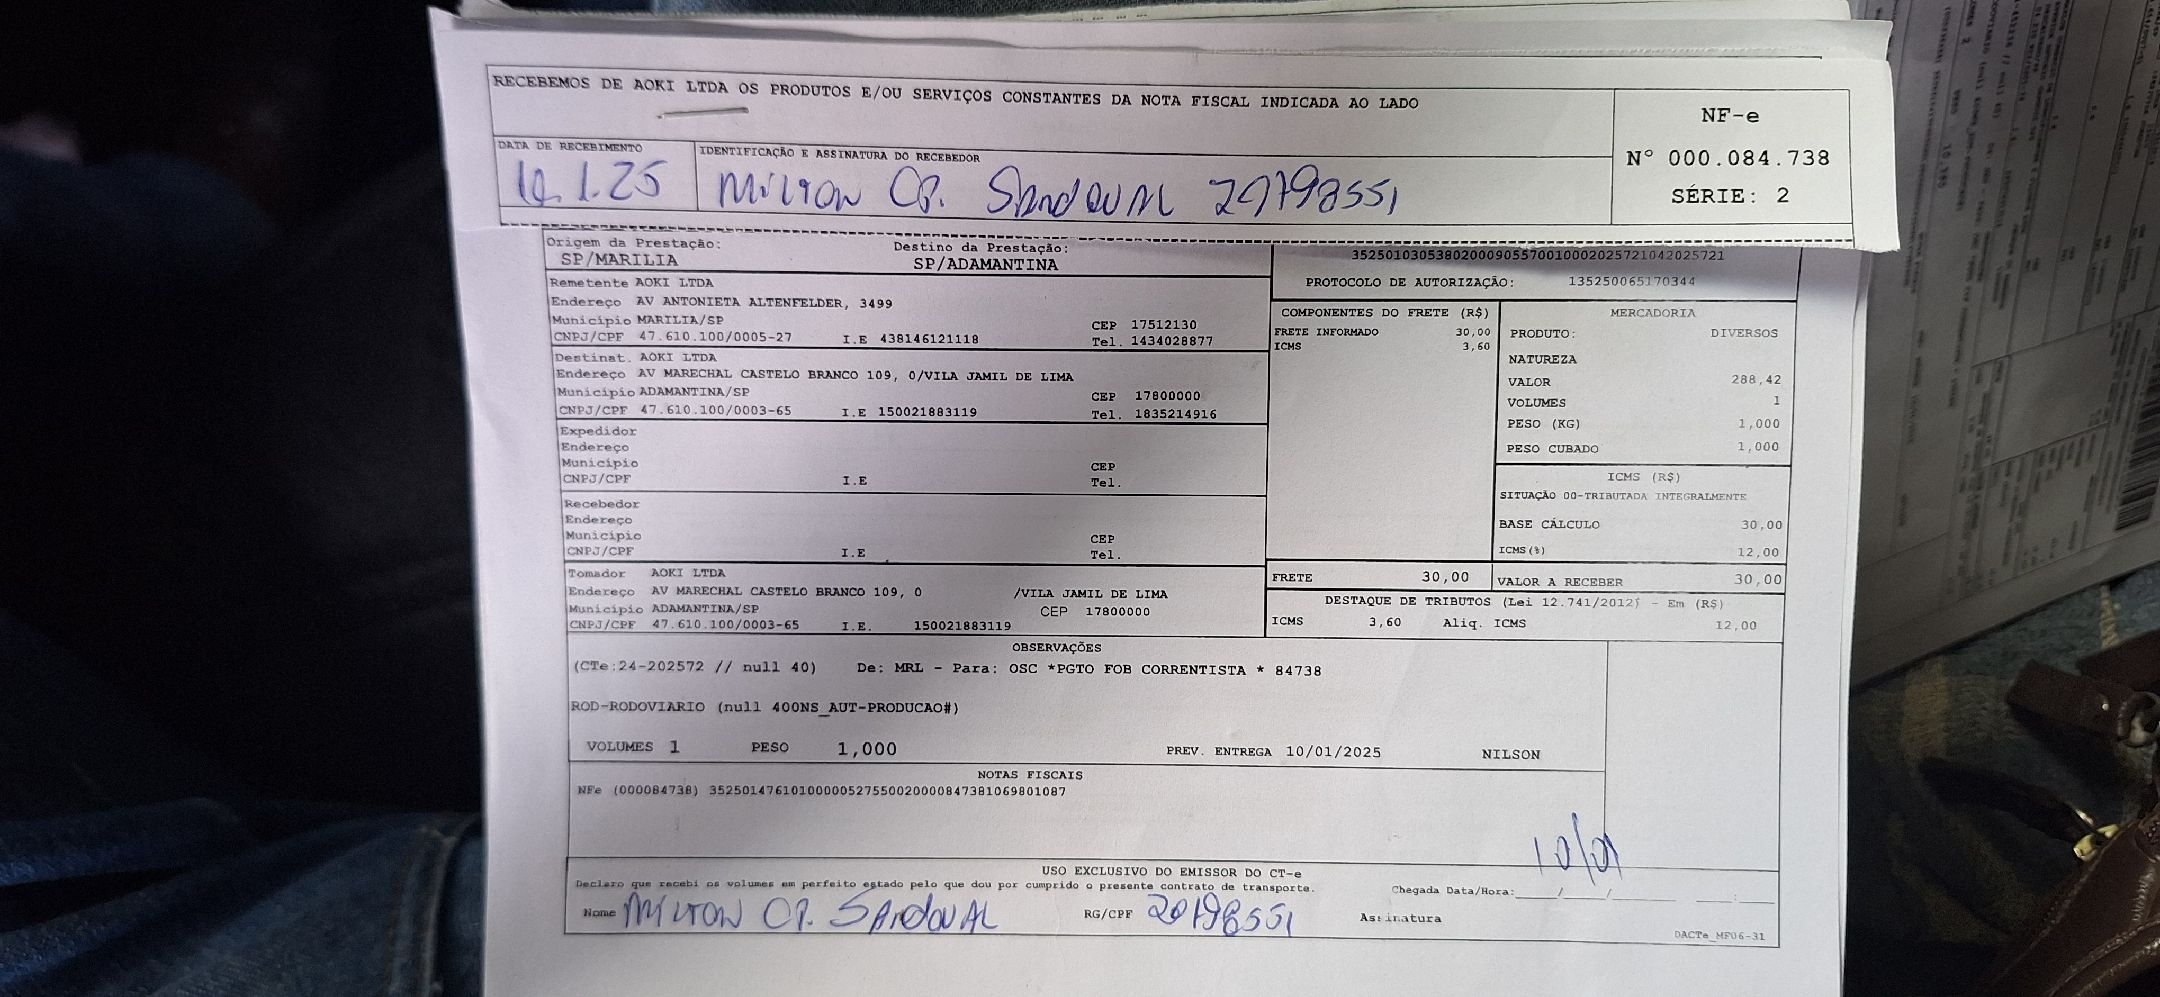 RECEBEMOS DE AOKI LTDA OS PRODUTOS E/OU SERVIÇOS CONSTANTES DA NOTA FISCAL INDICADA AO LADO
NF-e
Nº 000.084.738
SÉRIE: 2
DATA DE RECEBIMENTO
IDENTIFICAÇÃO E ASSINATURA DO RECEBEDOR
10.1.25
MILTON CP. SANDOVAL
Origem da Prestação:
SP/MARILIA
Destino da Prestação:
SP/ADAMANTINA
PROTOCOLO DE AUTORIZAÇÃO: 135250065170344
Remetente AOKI LTDA
Endereço AV ANTONIETA ALTENFELDER, 3499
Município MARILIA/SP CEP 17512130
CNPJ/CPF 47.610.100/0005-27 I.E 438146121118 Tel. 1434028877
Destinat. AOKI LTDA
Endereço AV MARECHAL CASTELO BRANCO 109, 0/VILA JAMIL DE LIMA
Município ADAMANTINA/SP CEP 17800000
CNPJ/CPF 47.610.100/0003-65 I.E 150021883119 Tel. 1835214916
Expedidor
Endereço
Município CEP
CNPJ/CPF I.E Tel.
Recebedor
Endereço
Município CEP
CNPJ/CPF I.E Tel.
Tomador AOKI LTDA
Endereço AV MARECHAL CASTELO BRANCO 109, 0 /VILA JAMIL DE LIMA
Município ADAMANTINA/SP CEP 17800000
CNPJ/CPF 47.610.100/0003-65 I.E. 150021883119
COMPONENTES DO FRETE (R$)
FRETE INFORMADO 30,00
ICMS 3,60
MERCADORIA
PRODUTO: DIVERSOS
NATUREZA
VALOR 288,42
VOLUMES 1
PESO (KG) 1,000
PESO CUBADO 1,000
ICMS (R$)
SITUAÇÃO 00-TRIBUTADA INTEGRALMENTE
BASE CÁLCULO 30,00
ICMS(%) 12,00
FRETE 30,00
VALOR A RECEBER 30,00
DESTAQUE DE TRIBUTOS (Lei 12.741/2012) - Em (R$)
ICMS 3,60 Aliq. ICMS 12,00
OBSERVAÇÕES
(CTe:24-202572 // null 40) De: MRL - Para: OSC *PGTO FOB CORRENTISTA * 84738
ROD-RODOVIARIO (null 400NS_AUT-PRODUCAO#)
VOLUMES 1 PESO 1,000 PREV. ENTREGA 10/01/2025 NILSON
NOTAS FISCAIS
NFe (000084738) 35250147610100000527550020000847381069801087
10/01
USO EXCLUSIVO DO EMISSOR DO CT-e
Declaro que recebi os volumes em perfeito estado pelo que dou por cumprido o presente contrato de transporte.
Chegada Data/Hora: ____/____/______ ___:___
Nome MILTON CP. SANDOVAL RG/CPF Assinatura
DACTe_MF06-31